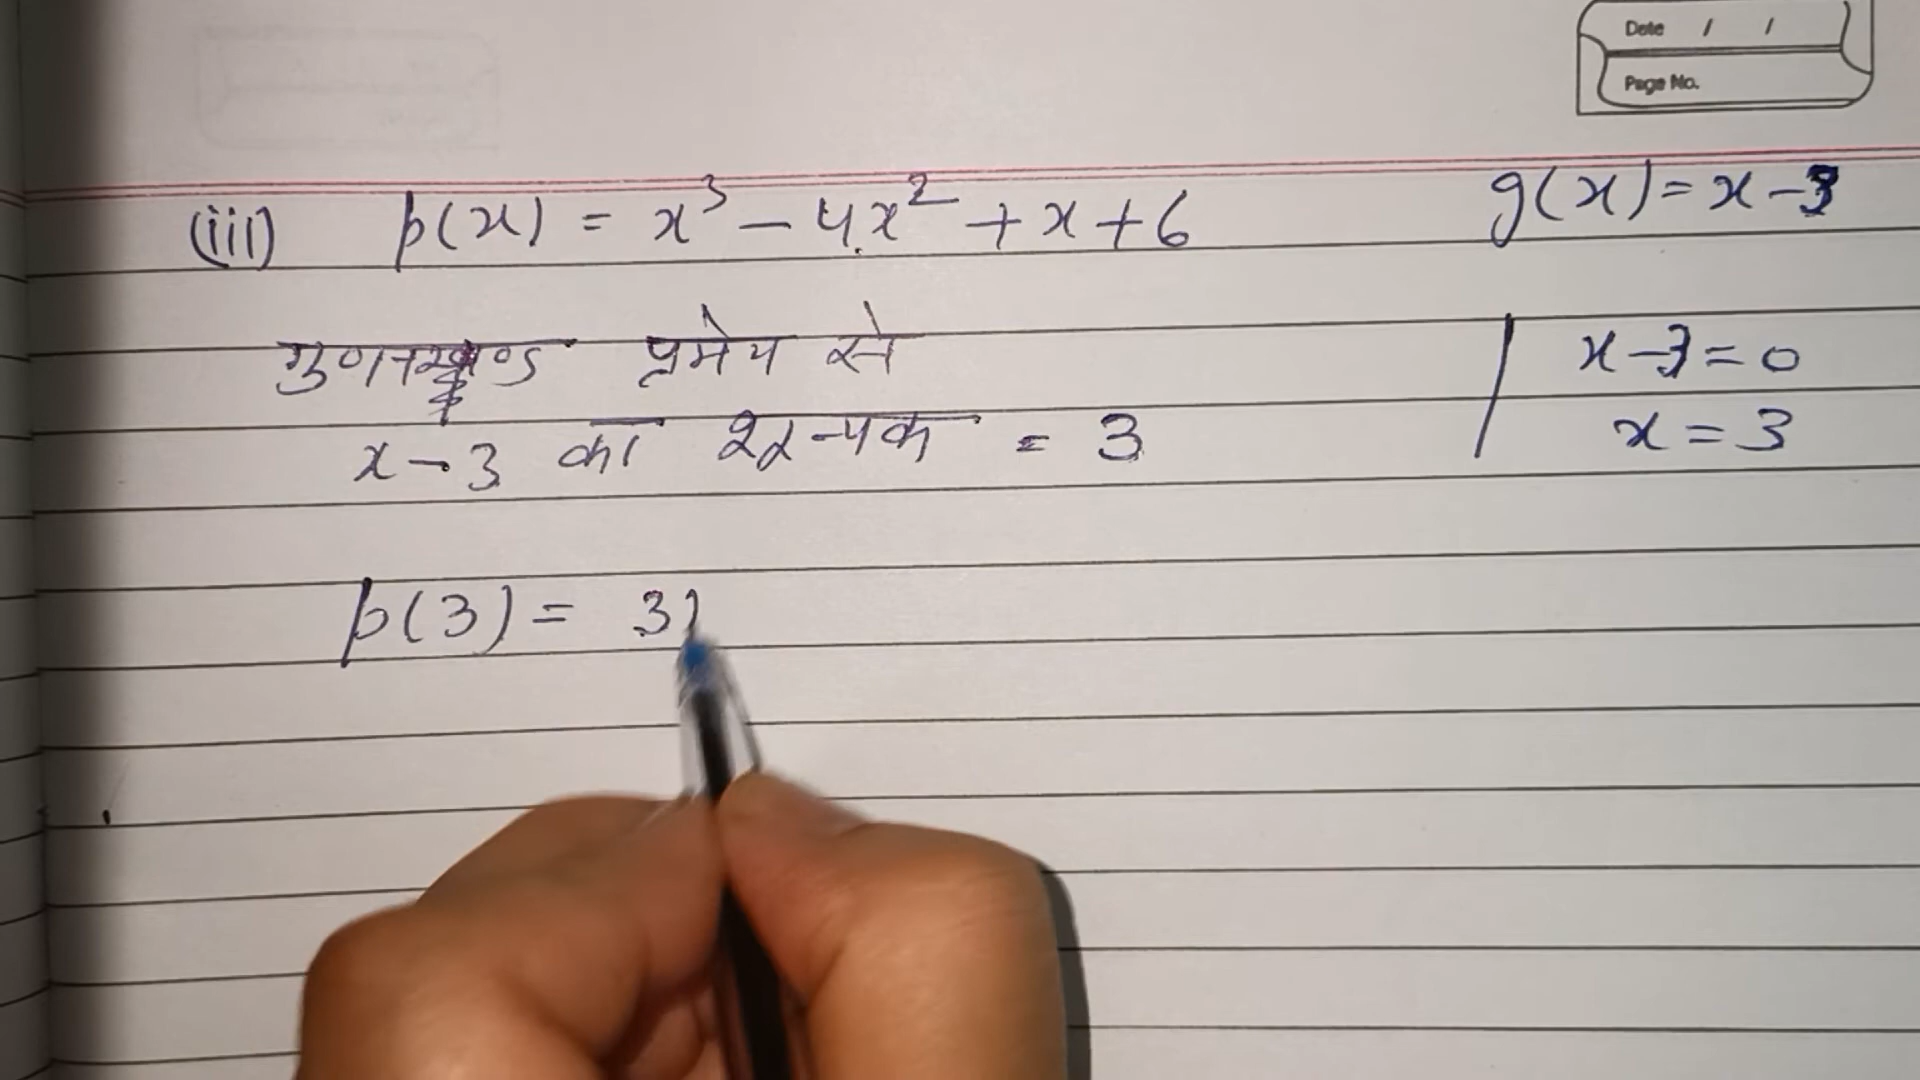 Date / /
Page No.
(iii) p(x) = x³ - 4x² + x + 6 g(x) = x - 3
गुणनखण्ड प्रमेय से x - 3 = 0
x - 3 का शून्यक = 3 x = 3
p(3) = 3